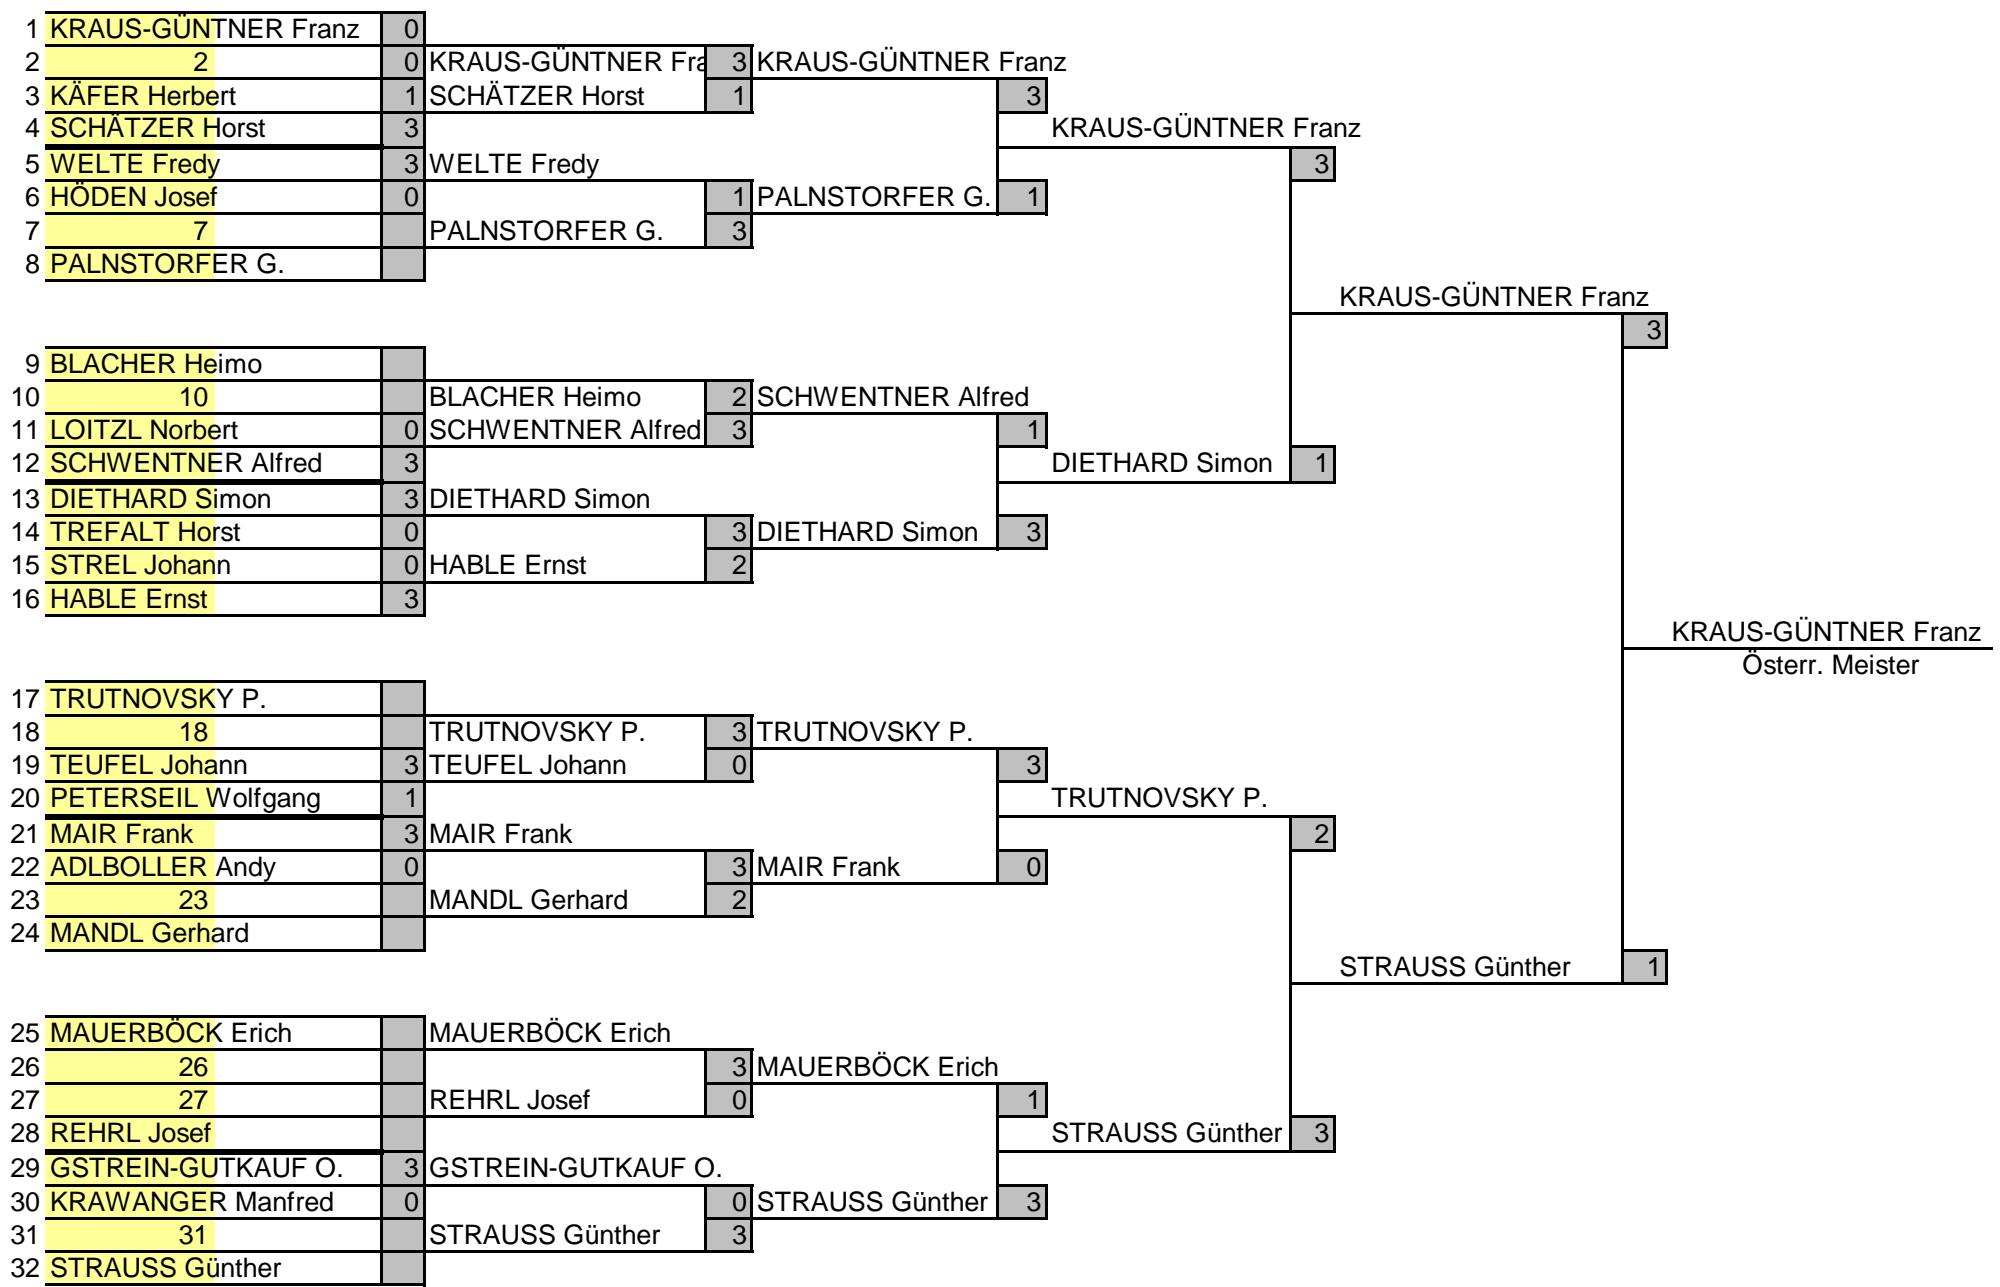 1 KRAUS-GÜNTNER Franz 0
2 2 0 KRAUS-GÜNTNER Fra 3 KRAUS-GÜNTNER Franz
3 KÄFER Herbert 1 SCHÄTZER Horst 1 3
4 SCHÄTZER Horst 3 KRAUS-GÜNTNER Franz
5 WELTE Fredy 3 WELTE Fredy 3
6 HÖDEN Josef 0 1 PALNSTORFER G. 1
7 7 PALNSTORFER G. 3
8 PALNSTORFER G.
KRAUS-GÜNTNER Franz
3
9 BLACHER Heimo
10 10 BLACHER Heimo 2 SCHWENTNER Alfred
11 LOITZL Norbert 0 SCHWENTNER Alfred 3 1
12 SCHWENTNER Alfred 3 DIETHARD Simon 1
13 DIETHARD Simon 3 DIETHARD Simon
14 TREFALT Horst 0 3 DIETHARD Simon 3
15 STREL Johann 0 HABLE Ernst 2
16 HABLE Ernst 3
KRAUS-GÜNTNER Franz
Österr. Meister
17 TRUTNOVSKY P.
18 18 TRUTNOVSKY P. 3 TRUTNOVSKY P.
19 TEUFEL Johann 3 TEUFEL Johann 0 3
20 PETERSEIL Wolfgang 1 TRUTNOVSKY P.
21 MAIR Frank 3 MAIR Frank 2
22 ADLBOLLER Andy 0 3 MAIR Frank 0
23 23 MANDL Gerhard 2
24 MANDL Gerhard
STRAUSS Günther 1
25 MAUERBÖCK Erich MAUERBÖCK Erich
26 26 3 MAUERBÖCK Erich
27 27 REHRL Josef 0 1
28 REHRL Josef STRAUSS Günther 3
29 GSTREIN-GUTKAUF O. 3 GSTREIN-GUTKAUF O.
30 KRAWANGER Manfred 0 0 STRAUSS Günther 3
31 31 STRAUSS Günther 3
32 STRAUSS Günther